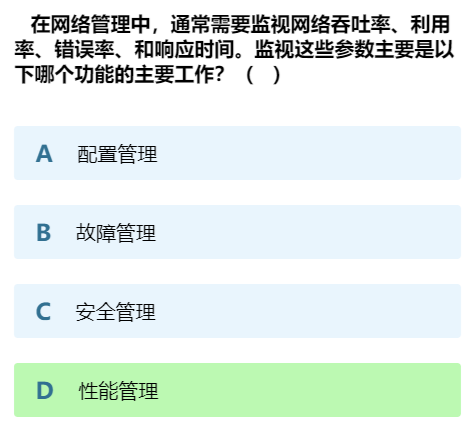 在网络管理中，通常需要监视网络吞吐率、利用
率、错误率、和响应时间。监视这些参数主要是以
下哪个功能的主要工作？（ ）
A 配置管理
B 故障管理
C 安全管理
D 性能管理